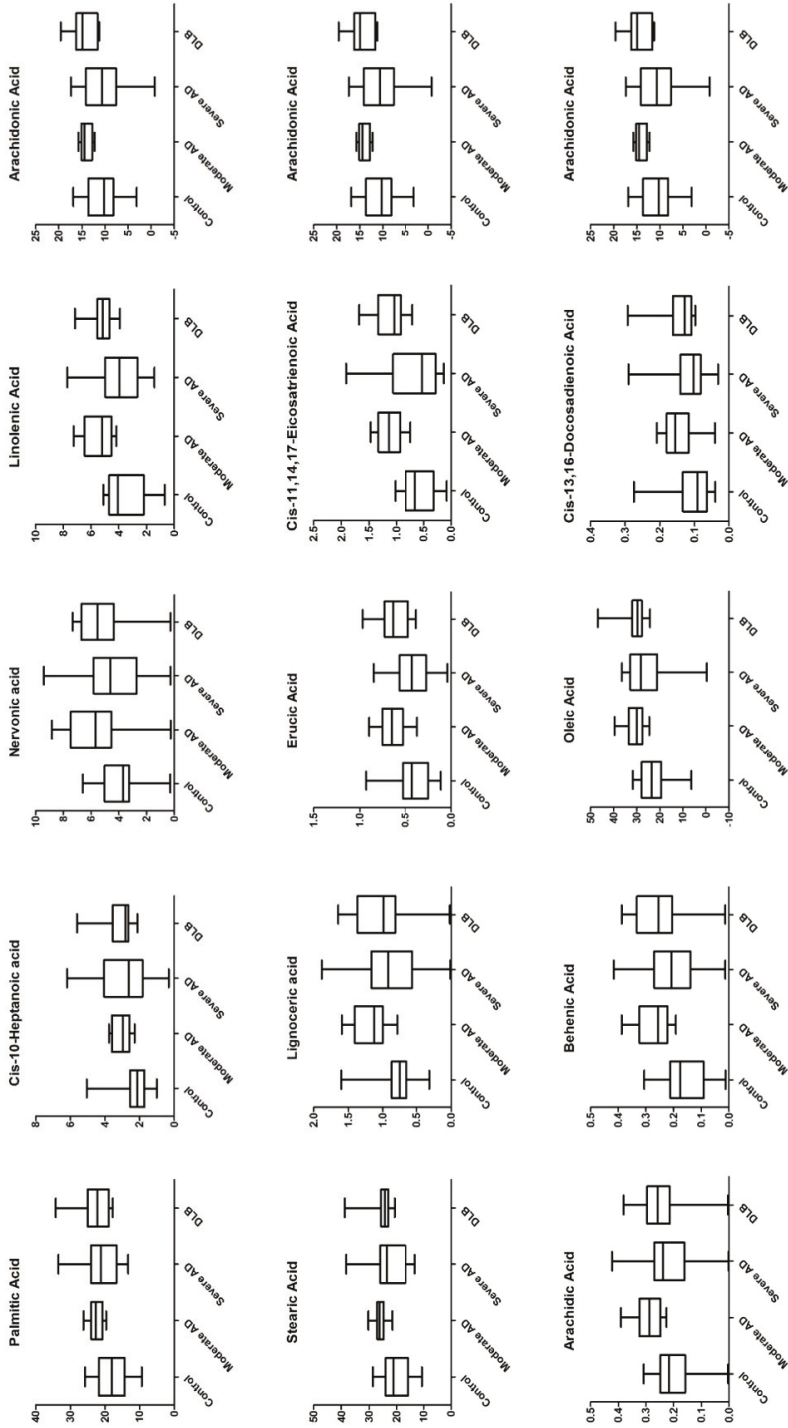 Palmitic Acid
40
30
20
10
0
Control
Moderate AD
Severe AD
DLB
Cis-10-Heptanoic acid
8
6
4
2
0
Control
Moderate AD
Severe AD
DLB
Nervonic acid
10
8
6
4
2
0
Control
Moderate AD
Severe AD
DLB
Linolenic Acid
10
8
6
4
2
0
Control
Moderate AD
Severe AD
DLB
Arachidonic Acid
25
20
15
10
5
0
-5
Control
Moderate AD
Severe AD
DLB
Stearic Acid
50
40
30
20
10
0
Control
Moderate AD
Severe AD
DLB
Lignoceric acid
2.0
1.5
1.0
0.5
0.0
Control
Moderate AD
Severe AD
DLB
Erucic Acid
1.5
1.0
0.5
0.0
Control
Moderate AD
Severe AD
DLB
Cis-11,14,17-Eicosatrienoic Acid
2.5
2.0
1.5
1.0
0.5
0.0
Control
Moderate AD
Severe AD
DLB
Arachidonic Acid
25
20
15
10
5
0
-5
Control
Moderate AD
Severe AD
DLB
Arachidic Acid
0.5
0.4
0.3
0.2
0.1
0.0
Control
Moderate AD
Severe AD
DLB
Behenic Acid
0.5
0.4
0.3
0.2
0.1
0.0
Control
Moderate AD
Severe AD
DLB
Oleic Acid
50
40
30
20
10
0
-10
Control
Moderate AD
Severe AD
DLB
Cis-13,16-Docosadienoic Acid
0.4
0.3
0.2
0.1
0.0
Control
Moderate AD
Severe AD
DLB
Arachidonic Acid
25
20
15
10
5
0
-5
Control
Moderate AD
Severe AD
DLB